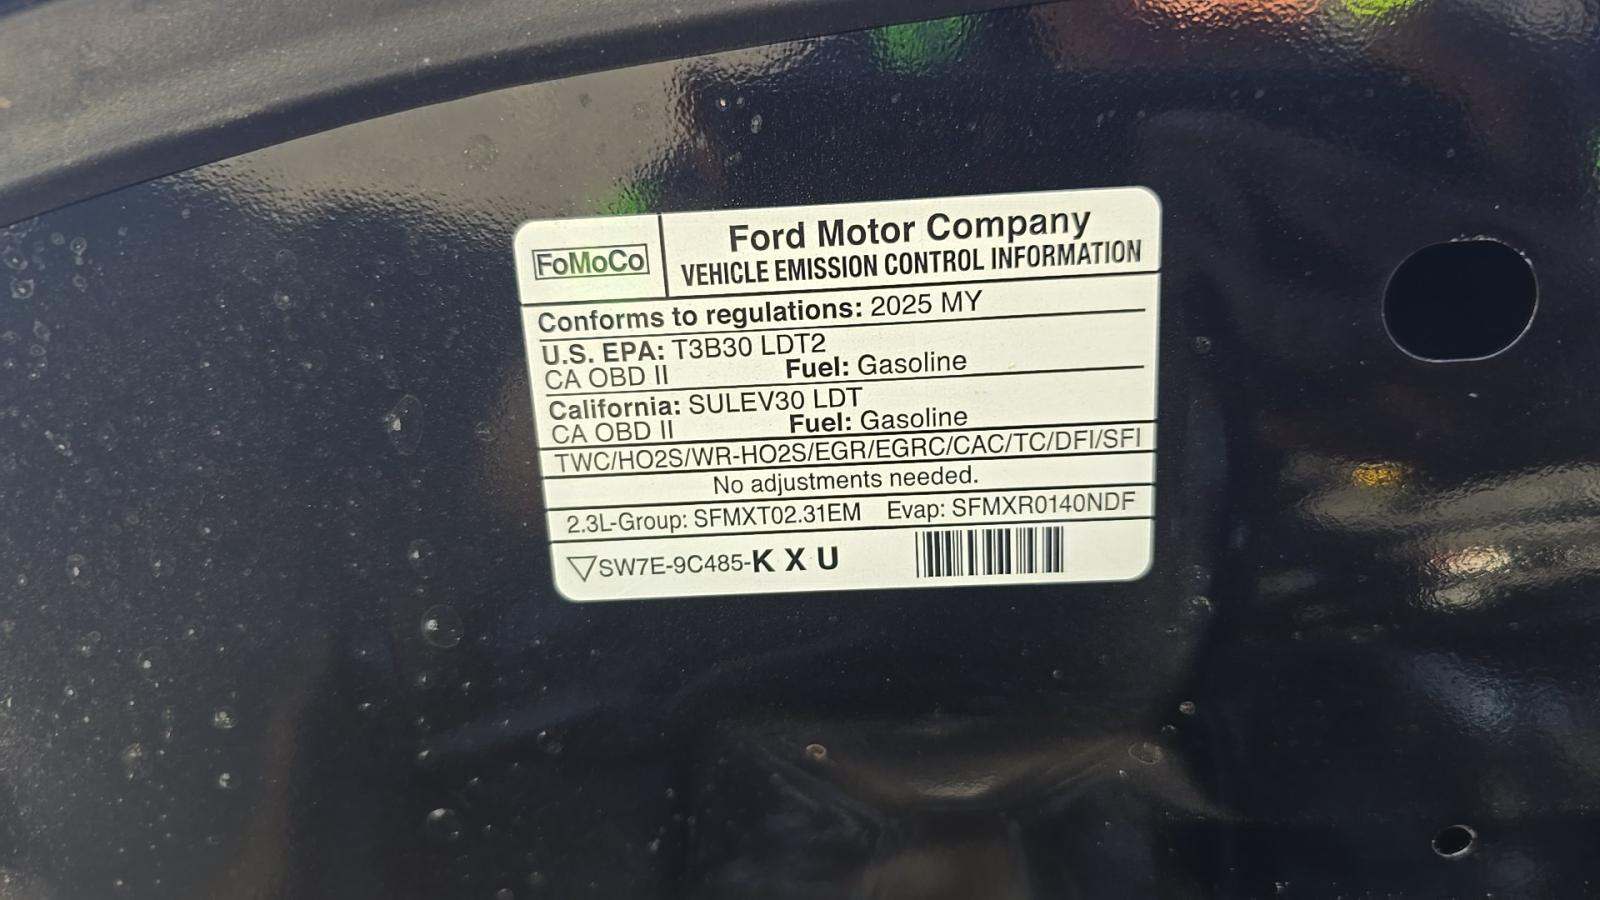 FoMoCo
Ford Motor Company
VEHICLE EMISSION CONTROL INFORMATION
Conforms to regulations: 2025 MY
U.S. EPA: T3B30 LDT2
CA OBD II Fuel: Gasoline
California: SULEV30 LDT
CA OBD II Fuel: Gasoline
TWC/HO2S/WR-HO2S/EGR/EGRC/CAC/TC/DFI/SFI
No adjustments needed.
2.3L-Group: SFMXT02.31EM Evap: SFMXR0140NDF
SW7E-9C485-K X U